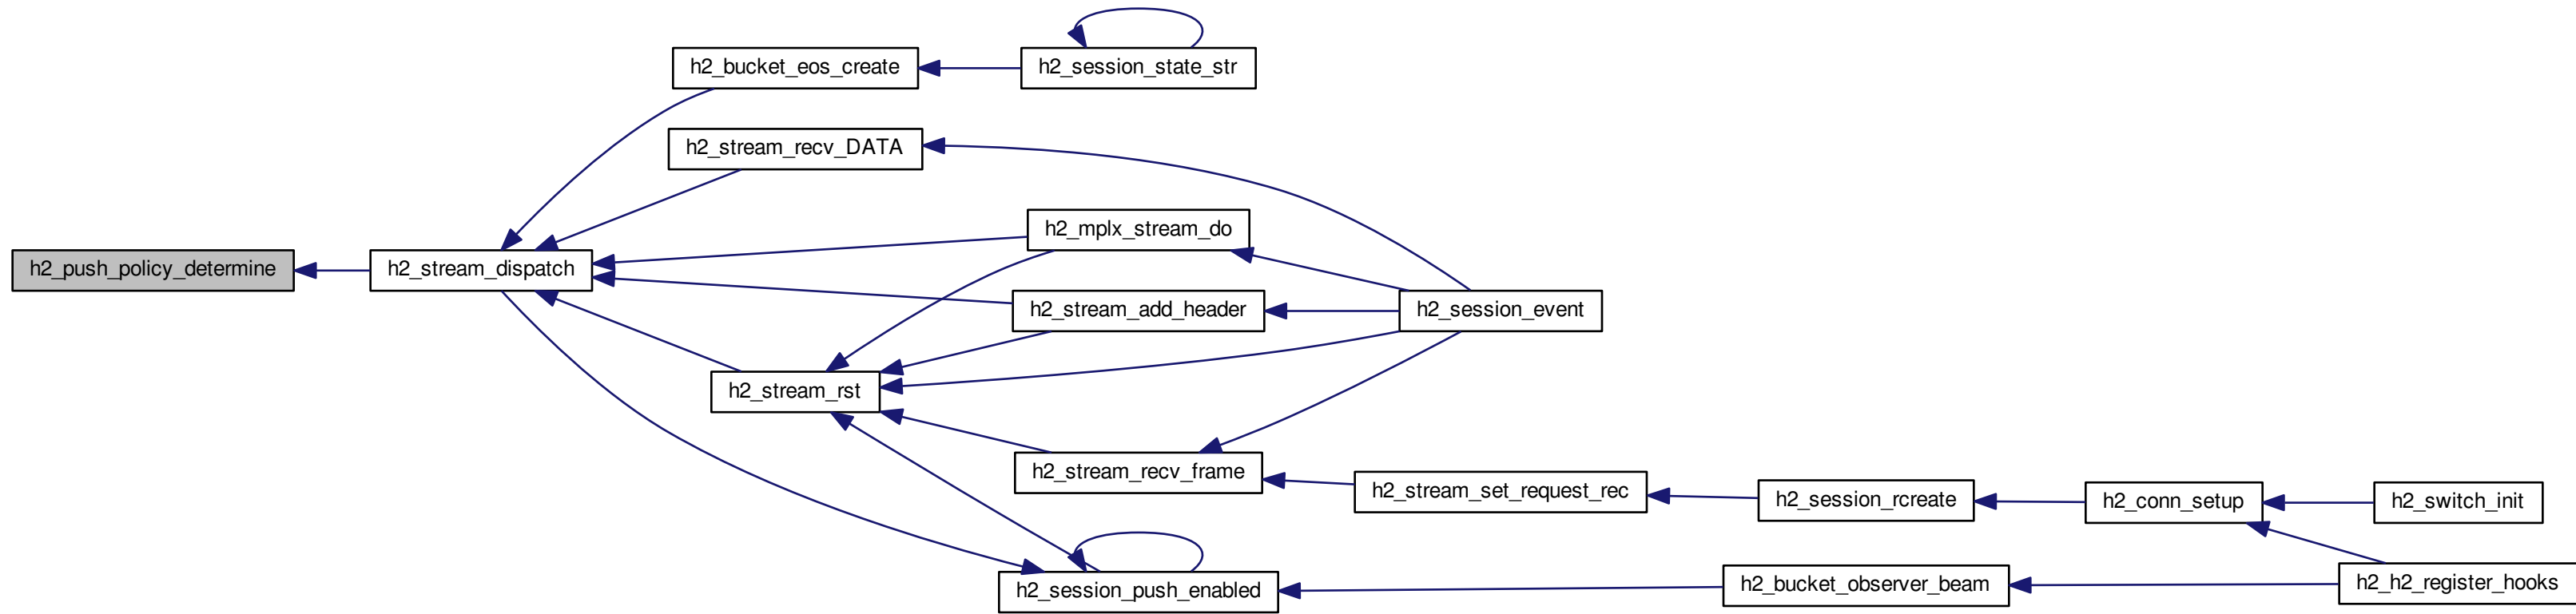 h2_bucket_eos_create
h2_session_state_str
h2_stream_recv_DATA
h2_mplx_stream_do
h2_push_policy_determine
h2_stream_dispatch
h2_stream_add_header
h2_session_event
h2_stream_rst
h2_stream_recv_frame
h2_stream_set_request_rec
h2_session_rcreate
h2_conn_setup
h2_switch_init
h2_session_push_enabled
h2_bucket_observer_beam
h2_h2_register_hooks